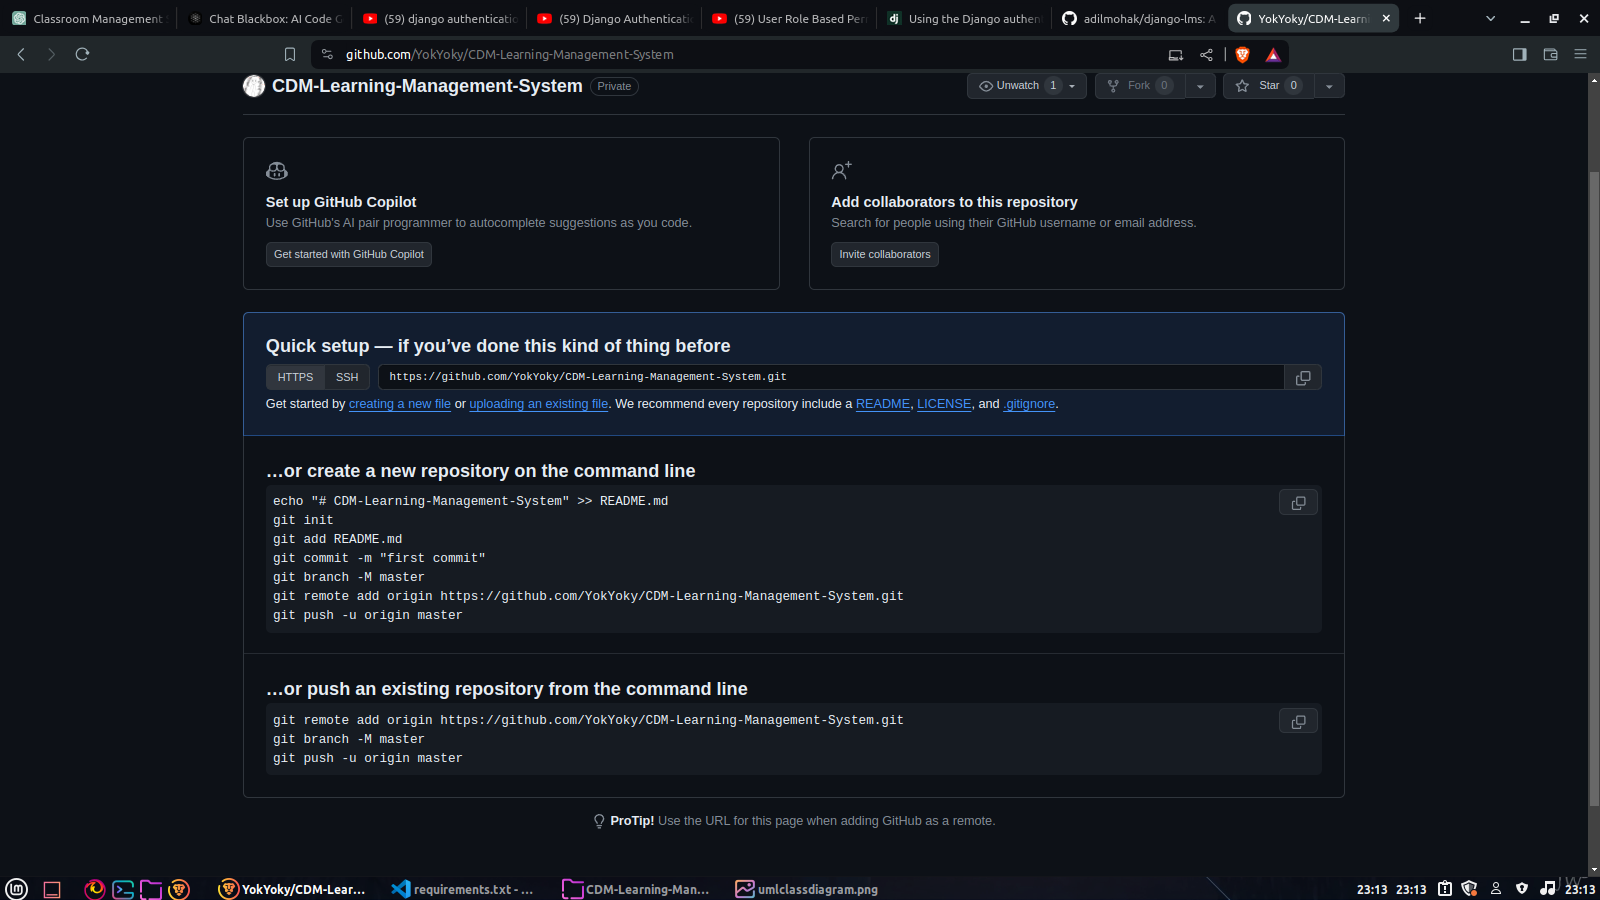 Classroom Management
Chat Blackbox: AI Code
(59) django authenticatio
(59) Django Authenticati
(59) User Role Based Per
Using the Django authen
adilmohak/django-lms: A
YokYoky/CDM-Learni
github.com/YokYoky/CDM-Learning-Management-System
CDM-Learning-Management-System Private
Unwatch 1
Fork 0
Star 0
Set up GitHub Copilot
Use GitHub's AI pair programmer to autocomplete suggestions as you code.
Get started with GitHub Copilot
Add collaborators to this repository
Search for people using their GitHub username or email address.
Invite collaborators
Quick setup — if you’ve done this kind of thing before
HTTPS SSH https://github.com/YokYoky/CDM-Learning-Management-System.git
Get started by creating a new file or uploading an existing file. We recommend every repository include a README, LICENSE, and .gitignore.
…or create a new repository on the command line
echo "# CDM-Learning-Management-System" >> README.md
git init
git add README.md
git commit -m "first commit"
git branch -M master
git remote add origin https://github.com/YokYoky/CDM-Learning-Management-System.git
git push -u origin master
…or push an existing repository from the command line
git remote add origin https://github.com/YokYoky/CDM-Learning-Management-System.git
git branch -M master
git push -u origin master
ProTip! Use the URL for this page when adding GitHub as a remote.
YokYoky/CDM-Lear...
requirements.txt - ...
CDM-Learning-Man...
umlclassdiagram.png
23:13 23:13
23:13